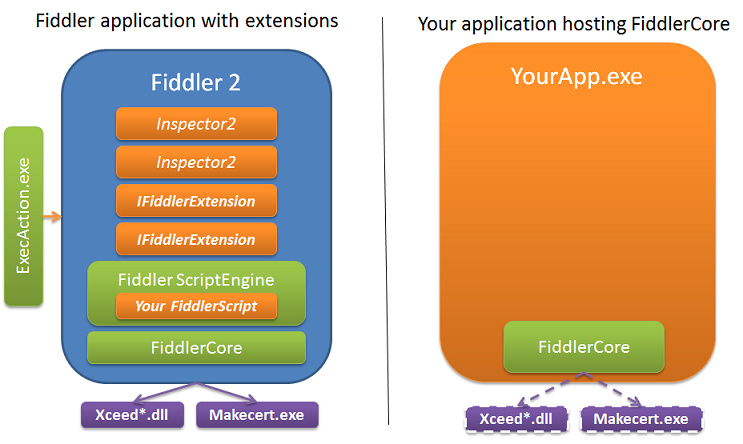 Fiddler application with extensions
Fiddler 2
Inspector2
Inspector2
IFiddlerExtension
IFiddlerExtension
Fiddler ScriptEngine
Your FiddlerScript
FiddlerCore
ExecAction.exe
Xceed*.dll
Makecert.exe
Your application hosting FiddlerCore
YourApp.exe
FiddlerCore
Xceed*.dll
Makecert.exe